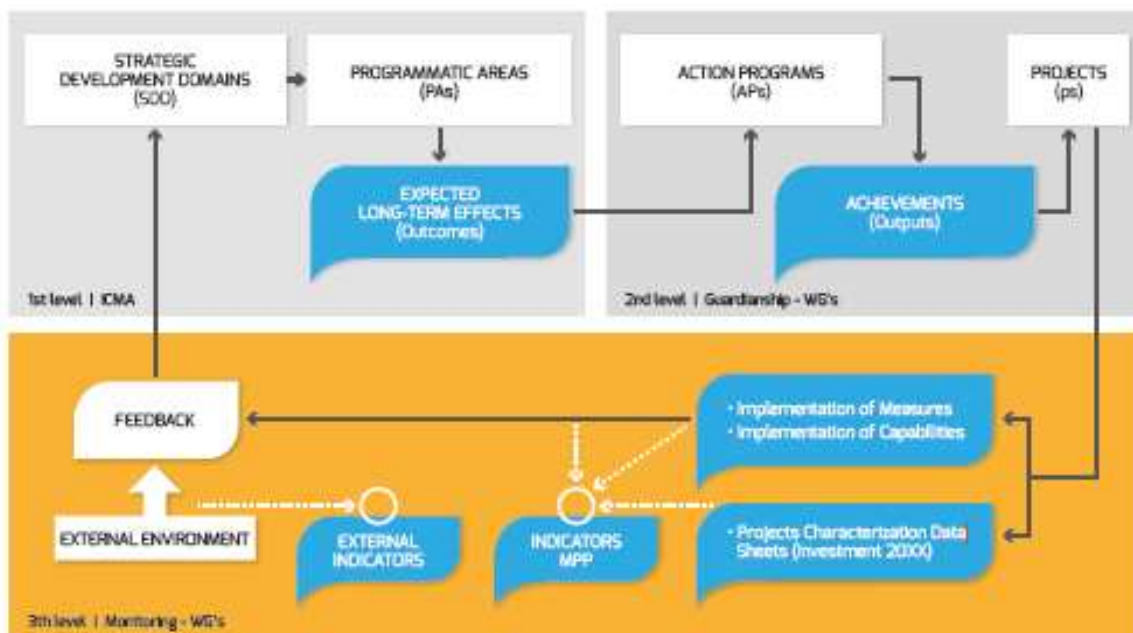 STRATEGIC
DEVELOPMENT DOMAINS
(SDD)
PROGRAMMATIC AREAS
(PAs)
EXPECTED
LONG-TERM EFFECTS
(Outcomes)
1st level | ICMA
ACTION PROGRAMS
(APs)
PROJECTS
(ps)
ACHIEVEMENTS
(Outputs)
2nd level | Guardianship - WG's
FEEDBACK
• Implementation of Measures
• Implementation of Capabilities
EXTERNAL ENVIRONMENT
EXTERNAL
INDICATORS
INDICATORS
MPP
• Projects Characterization Data
Sheets (Investment 20XX)
3th level | Monitoring - WG's